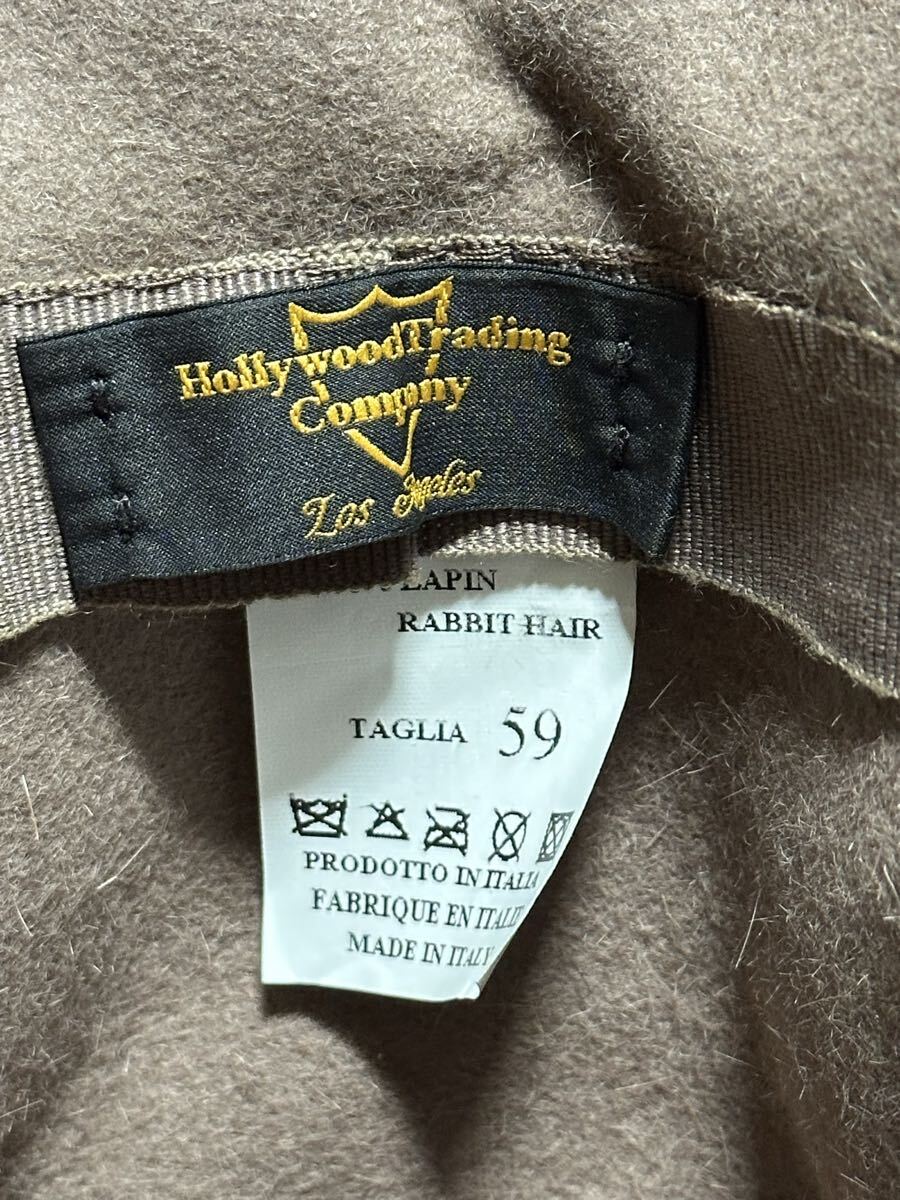 HollywoodTrading
Company
Los Angeles
LAPIN
RABBIT HAIR
TAGLIA 59
PRODOTTO IN ITALIA
FABRIQUE EN ITALIE
MADE IN ITALY